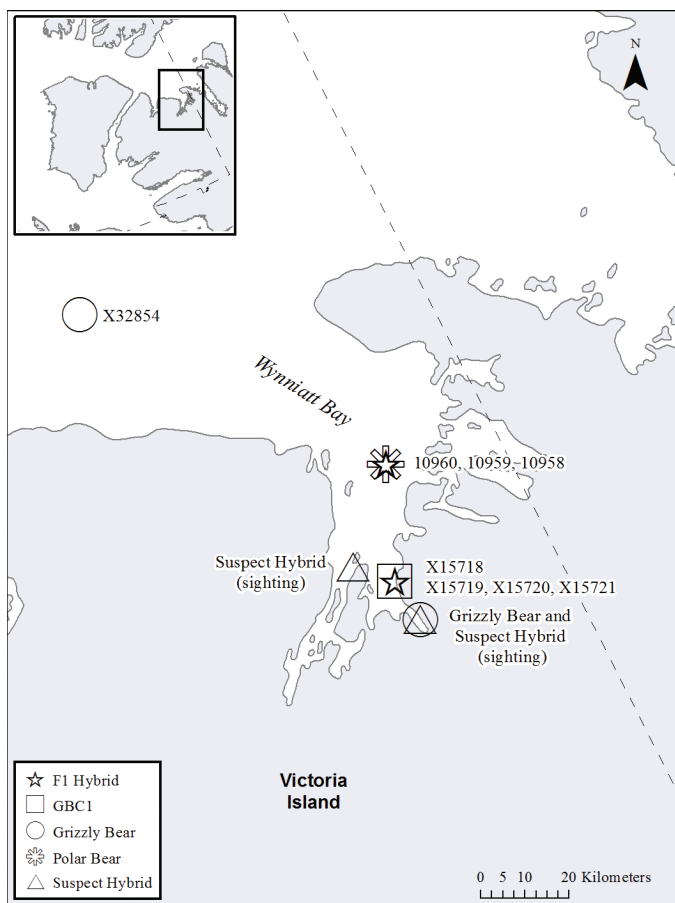 N
X32854
Wynniatt Bay
10960, 10959, 10958
Suspect Hybrid
(sighting)
X15718
X15719, X15720, X15721
Grizzly Bear and
Suspect Hybrid
(sighting)
Victoria
Island
F1 Hybrid
GBC1
Grizzly Bear
Polar Bear
Suspect Hybrid
0 5 10 20 Kilometers